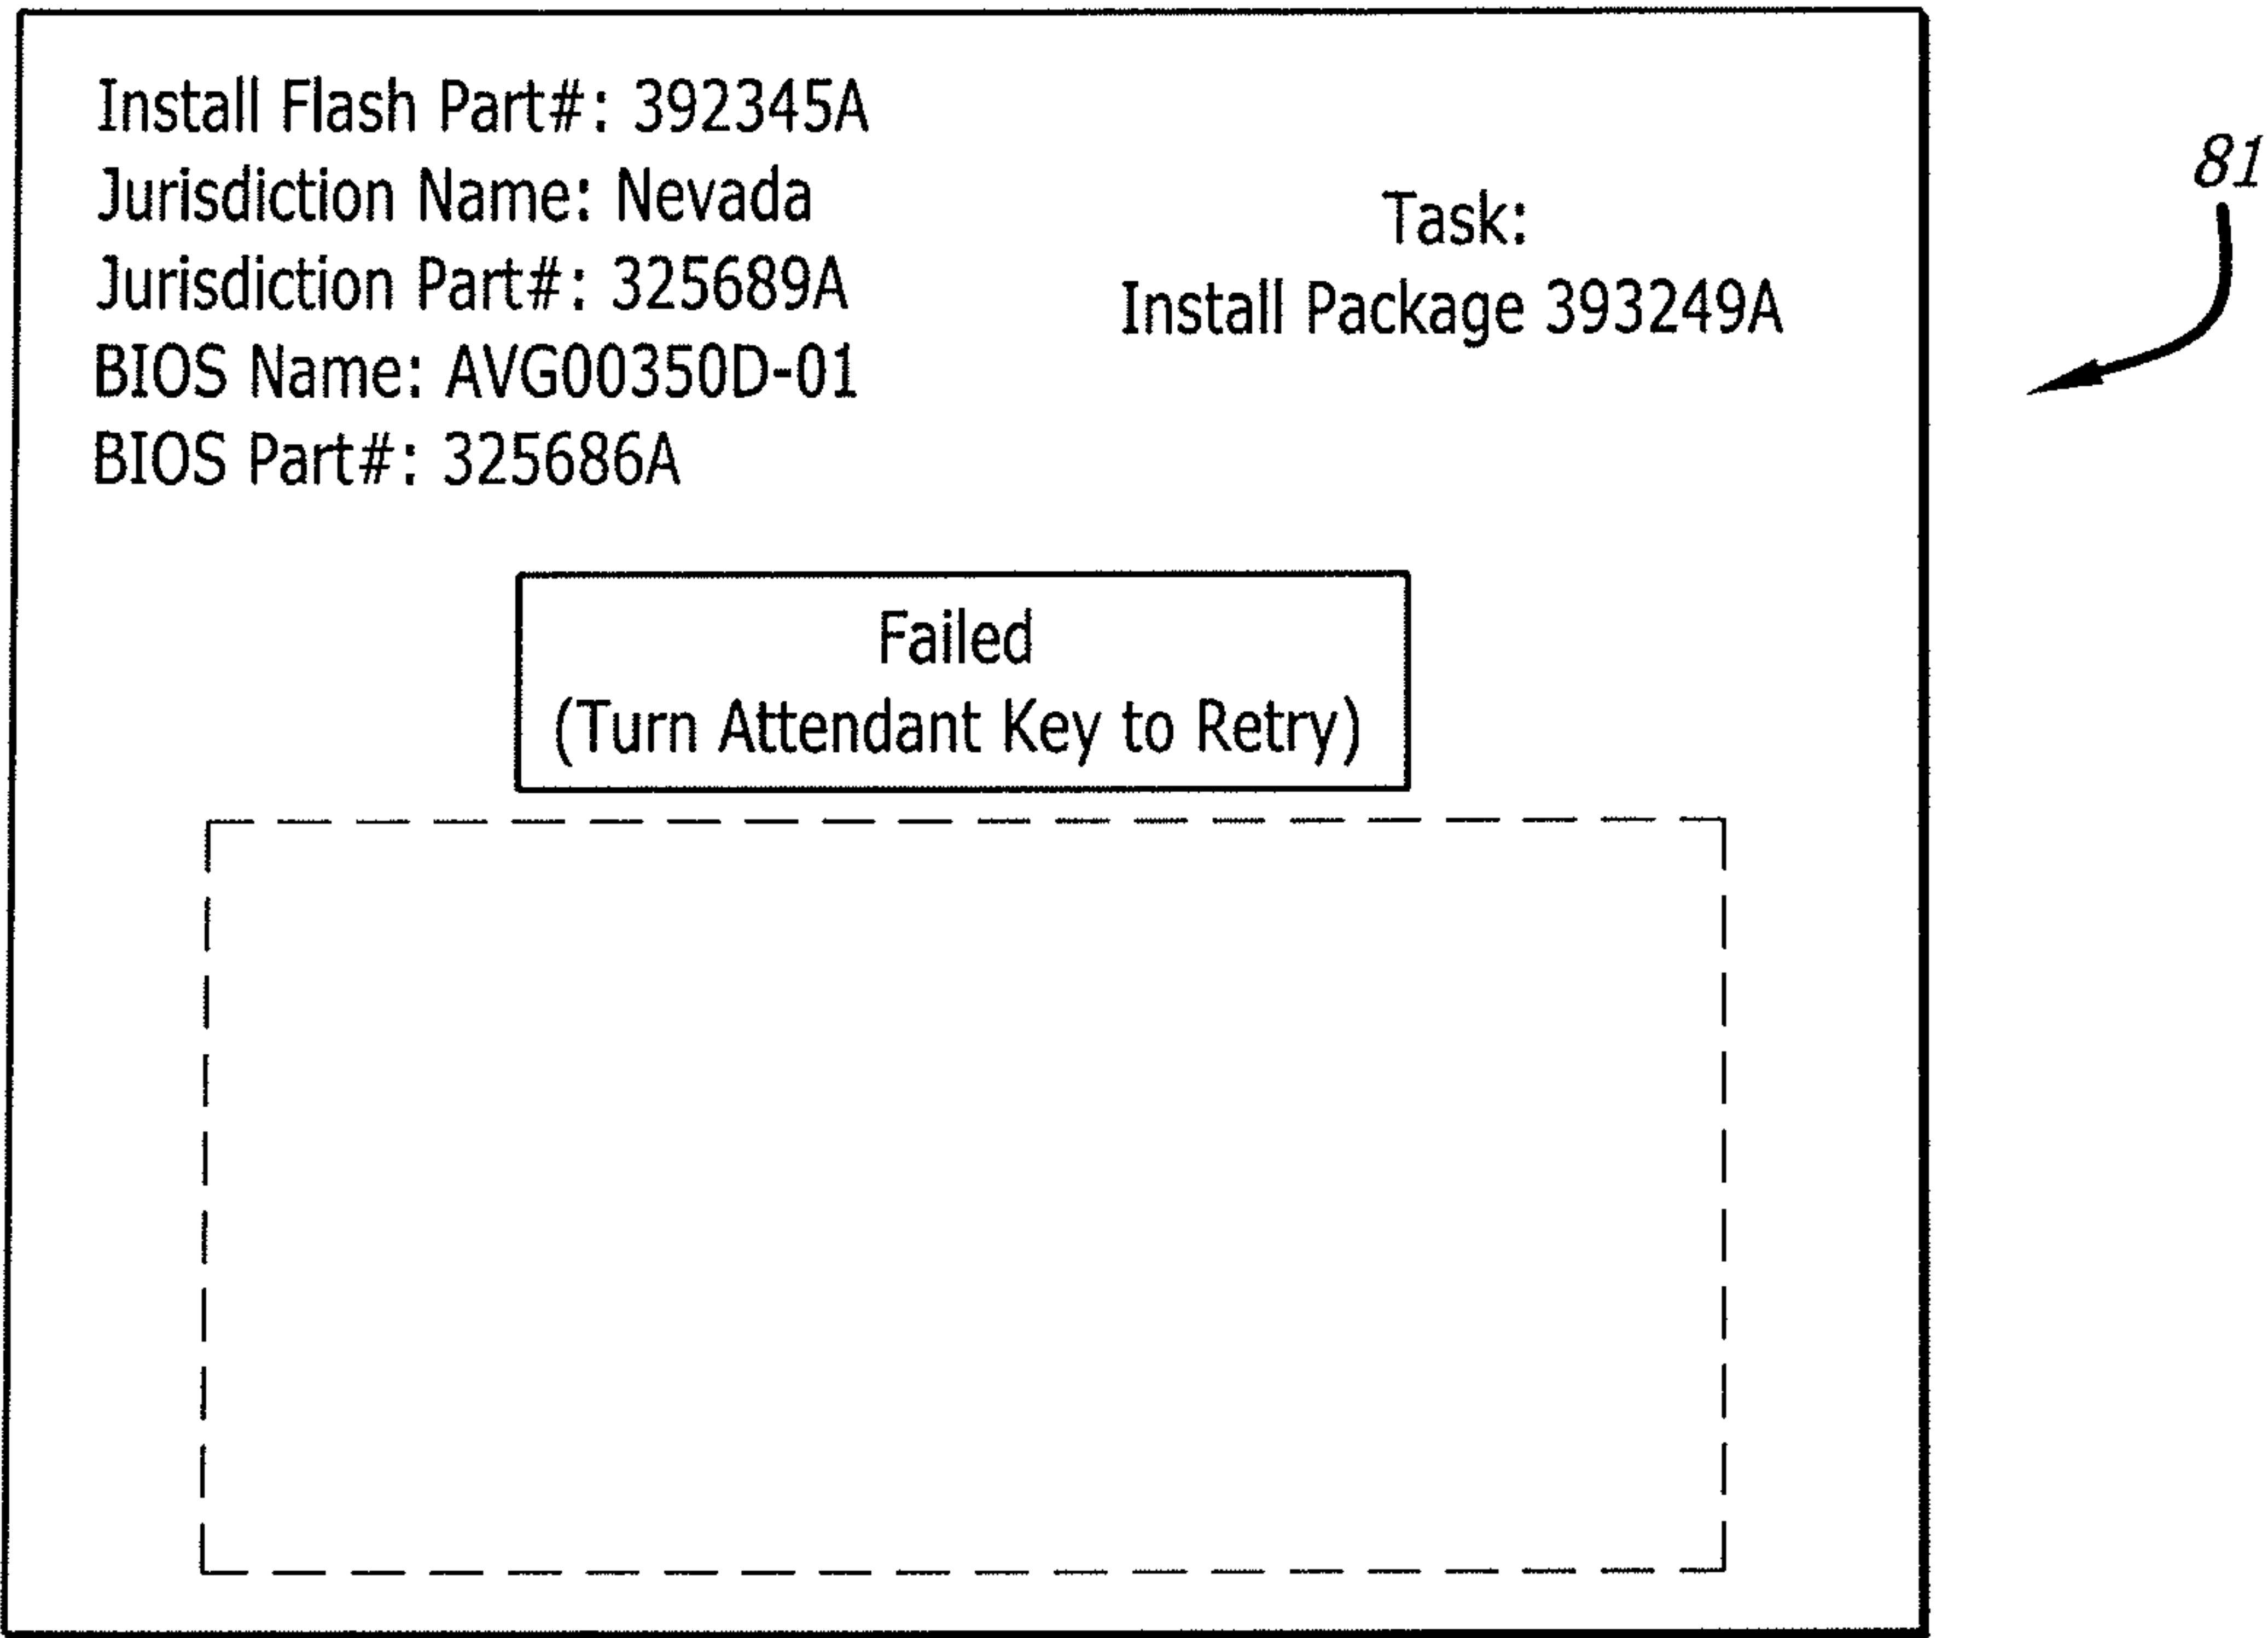 Install Flash Part#: 392345A
Jurisdiction Name: Nevada
Jurisdiction Part#: 325689A
BIOS Name: AVG00350D-01
BIOS Part#: 325686A
Task:
Install Package 393249A
81
Failed
(Turn Attendant Key to Retry)